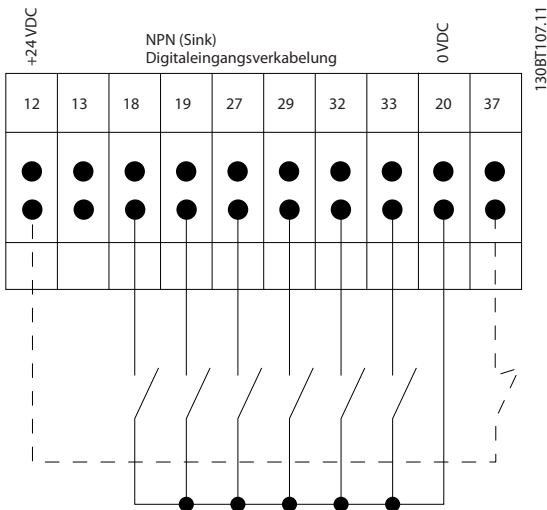 +24 VDC
NPN (Sink)
Digitaleingangsverkabelung
0 VDC
130BT107.11
12 13 18 19 27 29 32 33 20 37